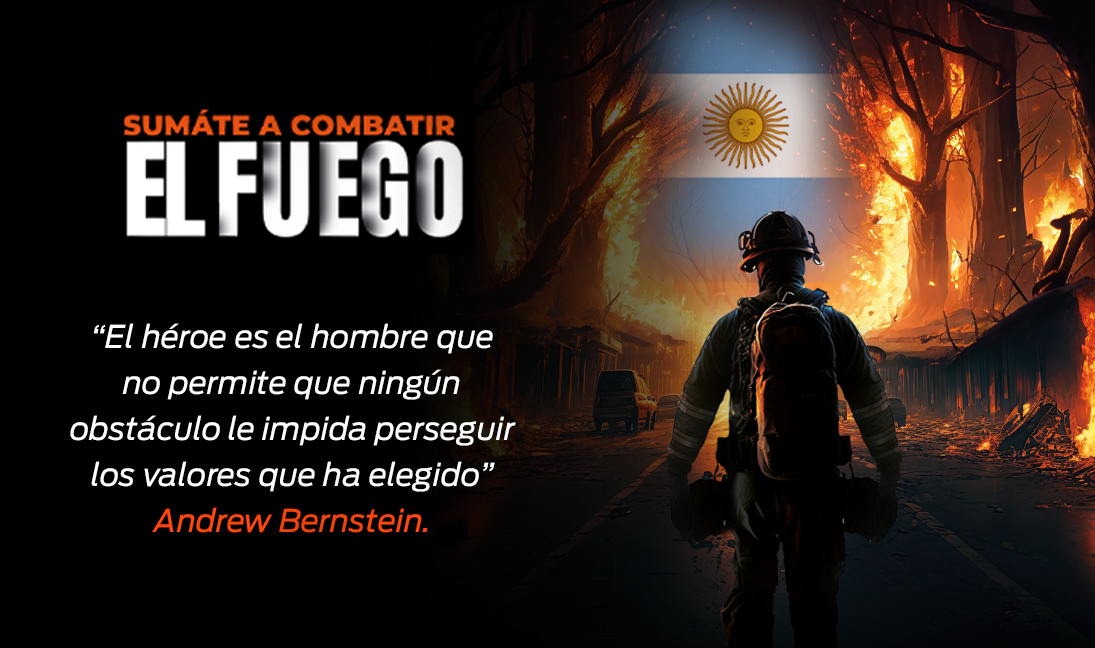 SUMÁTE A COMBATIR
EL FUEGO
“El héroe es el hombre que
no permite que ningún
obstáculo le impida perseguir
los valores que ha elegido”
Andrew Bernstein.